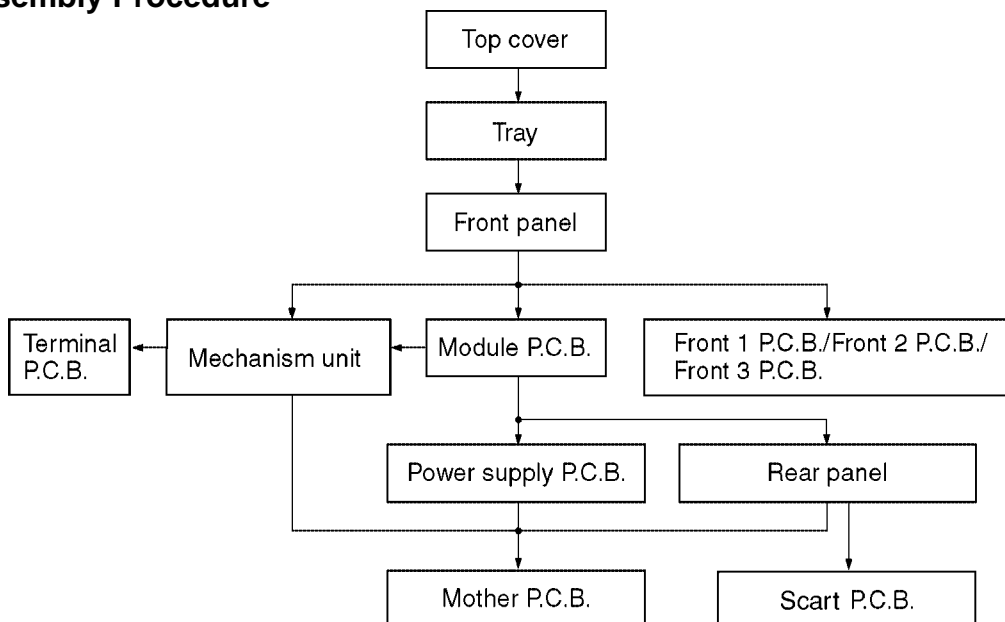 sembly Procedure
Top cover
Tray
Front panel
Terminal
P.C.B.
Mechanism unit
Module P.C.B.
Front 1 P.C.B./Front 2 P.C.B./
Front 3 P.C.B.
Power supply P.C.B.
Rear panel
Mother P.C.B.
Scart P.C.B.